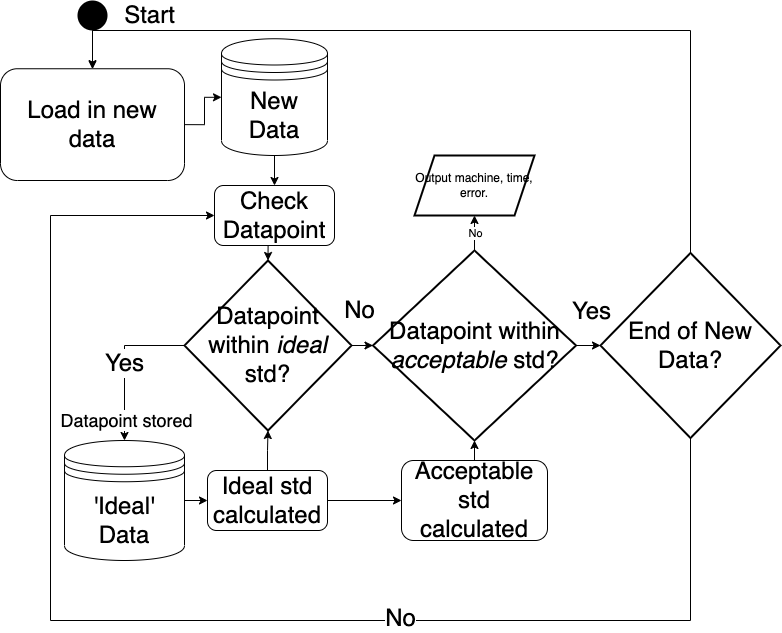 Start
Load in new
data
New
Data
Check
Datapoint
Output machine, time,
error.
No
Datapoint
within ideal
std?
No
Datapoint within
acceptable std?
Yes
End of New
Data?
Yes
Datapoint stored
'Ideal'
Data
Ideal std
calculated
Acceptable
std
calculated
No